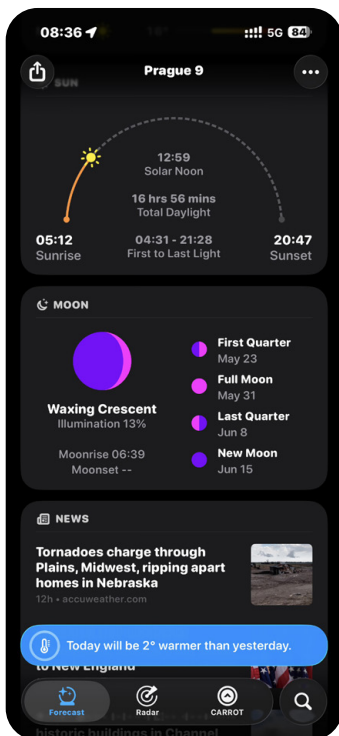 08:36
5G 84
Prague 9
SUN
12:59
Solar Noon
16 hrs 56 mins
Total Daylight
05:12
Sunrise
04:31 - 21:28
First to Last Light
20:47
Sunset
MOON
Waxing Crescent
Illumination 13%
Moonrise 06:39
Moonset --
First Quarter
May 23
Full Moon
May 31
Last Quarter
Jun 8
New Moon
Jun 15
NEWS
Tornadoes charge through
Plains, Midwest, ripping apart
homes in Nebraska
12h • accuweather.com
Today will be 2° warmer than yesterday.
to New England
Forecast
Radar
CARROT
historic buildings in Channel